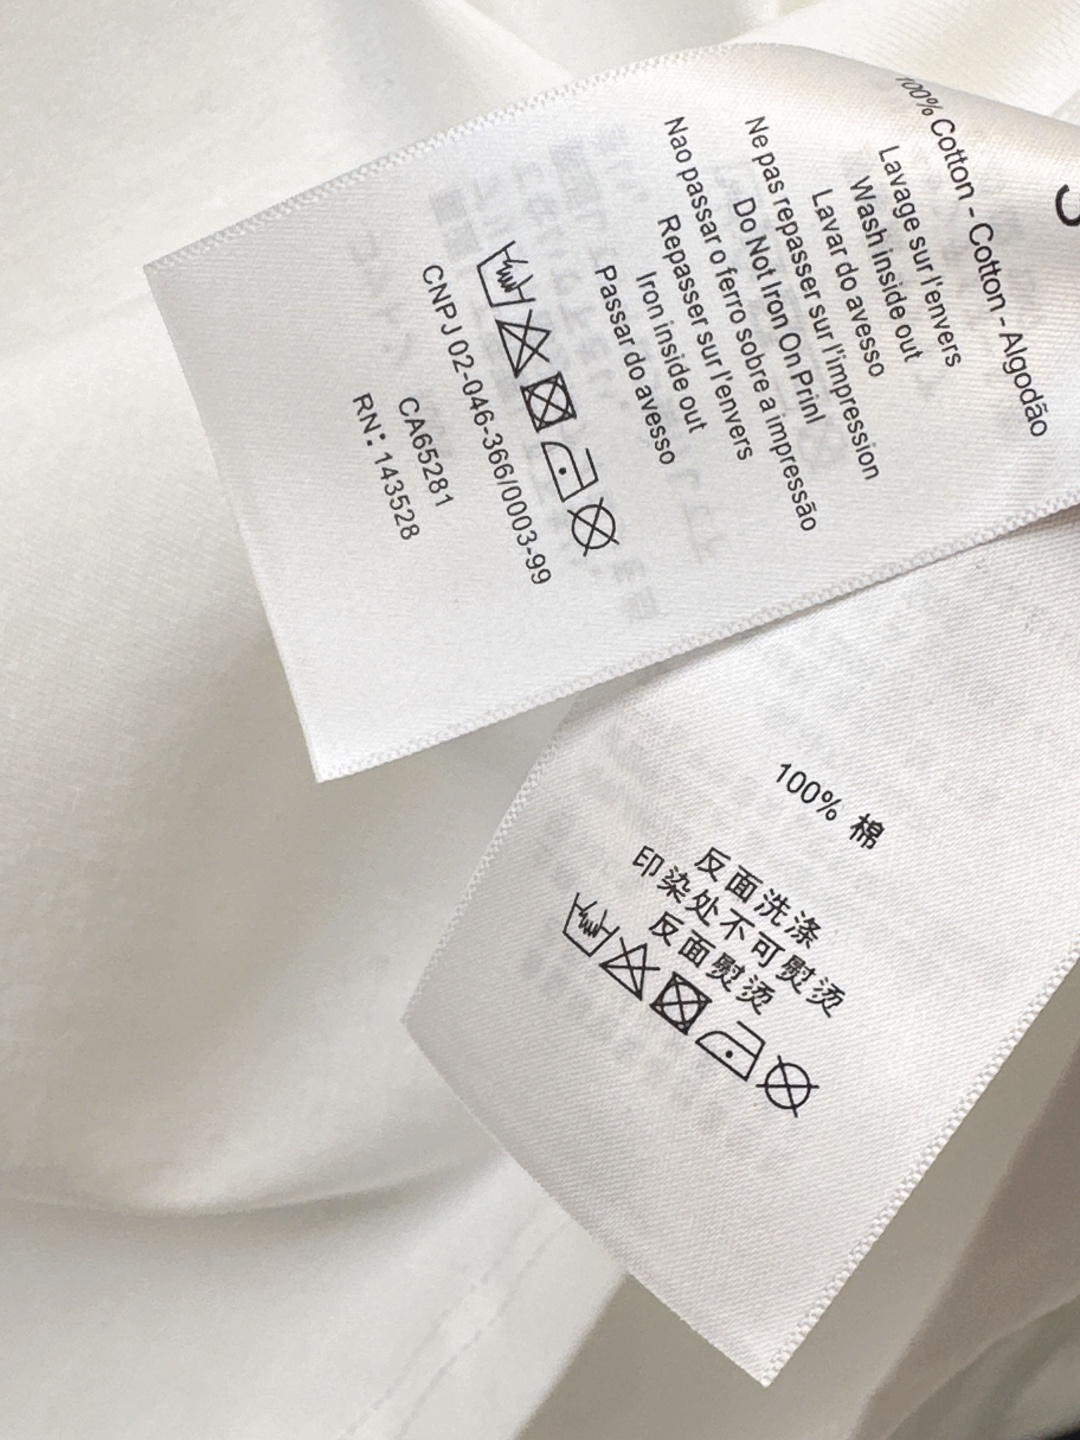 100% Cotton - Cotton - Algodão
Lavage sur l'envers
Wash inside out
Lavar do avesso
Ne pas repasser sur l'impression
Do Not Iron On Prinl
Nao passar o ferro sobre a impressão
Repasser sur l'envers
Iron inside out
Passar do avesso
CNPJ 02-046-366/0003-99
CA65281
RN: 143528
100% 棉
反面洗涤
印染处不可熨烫
反面熨烫